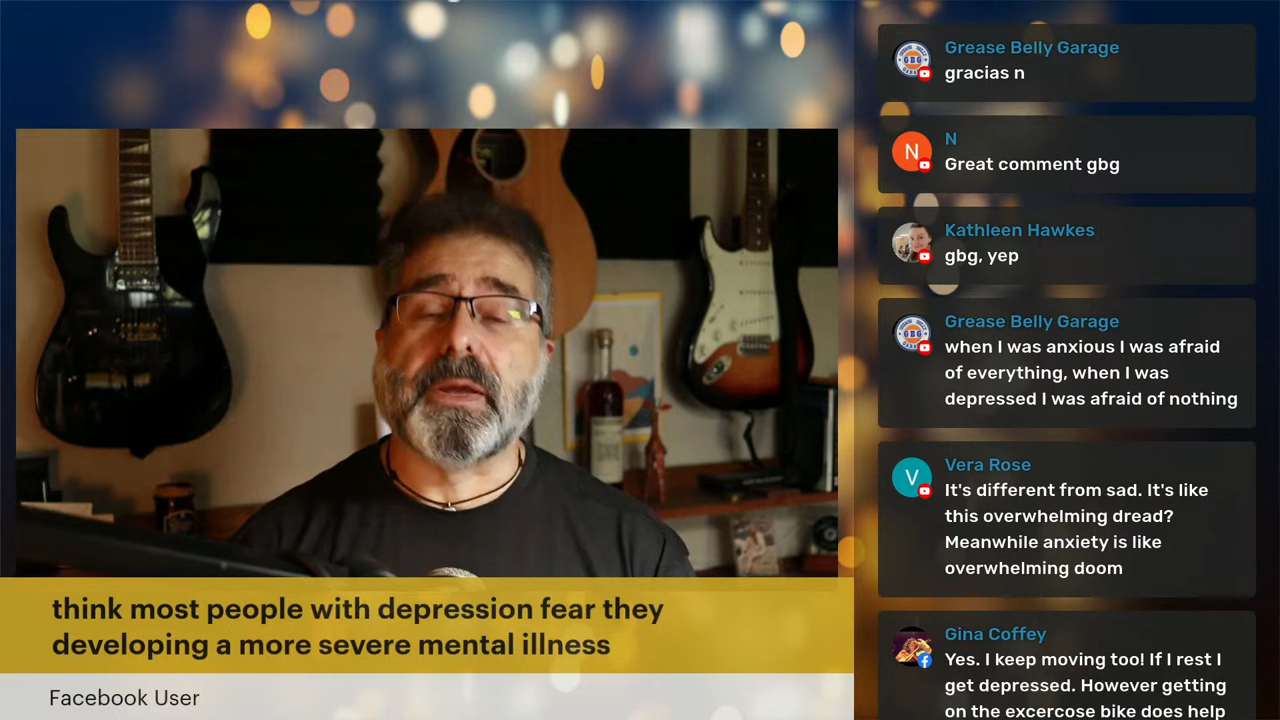 think most people with depression fear they
developing a more severe mental illness
Facebook User
Grease Belly Garage
gracias n
N
N
Great comment gbg
Kathleen Hawkes
gbg, yep
Grease Belly Garage
when I was anxious I was afraid
of everything, when I was
depressed I was afraid of nothing
V
Vera Rose
It's different from sad. It's like
this overwhelming dread?
Meanwhile anxiety is like
overwhelming doom
Gina Coffey
Yes. I keep moving too! If I rest I
get depressed. However getting
on the excercose bike does help